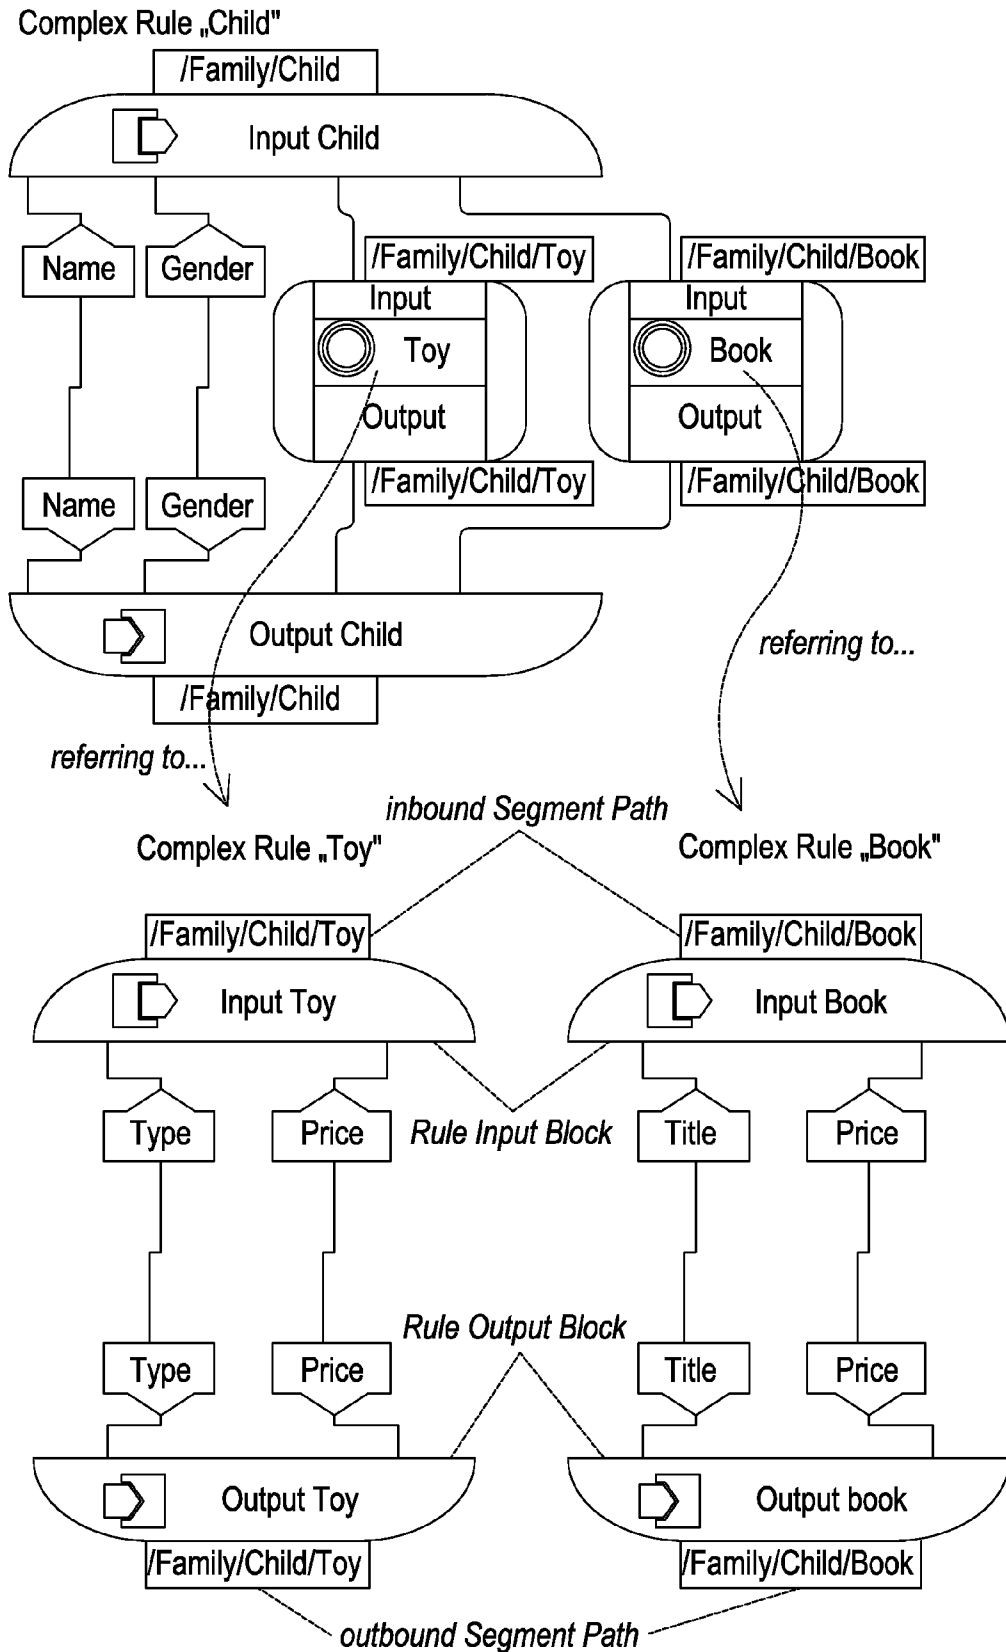 Complex Rule „Child"
/Family/Child
Input Child
Name
Gender
/Family/Child/Toy
/Family/Child/Book
Input
Input
Toy
Book
Output
Output
/Family/Child/Toy
/Family/Child/Book
Name
Gender
Output Child
/Family/Child
referring to...
referring to...
inbound Segment Path
Complex Rule „Toy"
Complex Rule „Book"
/Family/Child/Toy
/Family/Child/Book
Input Toy
Input Book
Type
Price
Rule Input Block
Title
Price
Rule Output Block
Type
Price
Title
Price
Output Toy
Output book
/Family/Child/Toy
/Family/Child/Book
outbound Segment Path